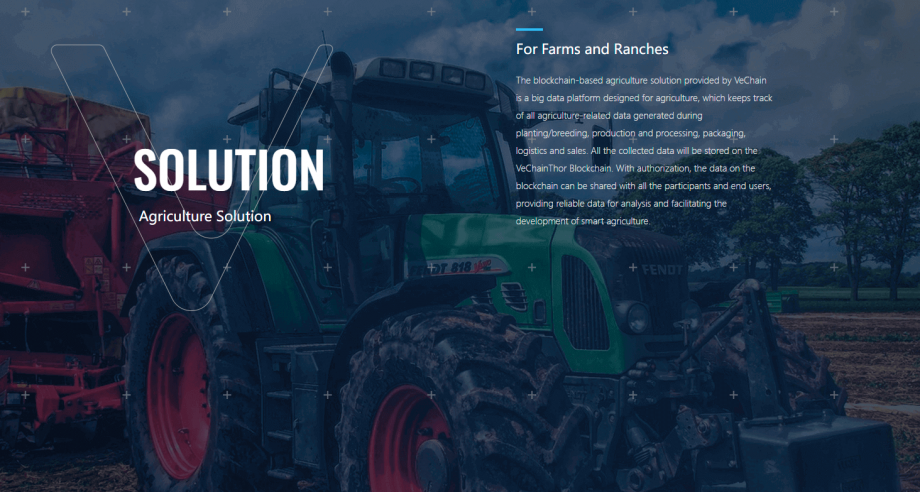 SOLUTION
Agriculture Solution
For Farms and Ranches
The blockchain-based agriculture solution provided by VeChain
is a big data platform designed for agriculture, which keeps track
of all agriculture-related data generated during
planting/breeding, production and processing, packaging,
logistics and sales. All the collected data will be stored on the
VeChainThor Blockchain. With authorization, the data on the
blockchain can be shared with all the participants and end users,
providing reliable data for analysis and facilitating the
development of smart agriculture
818
FENDT